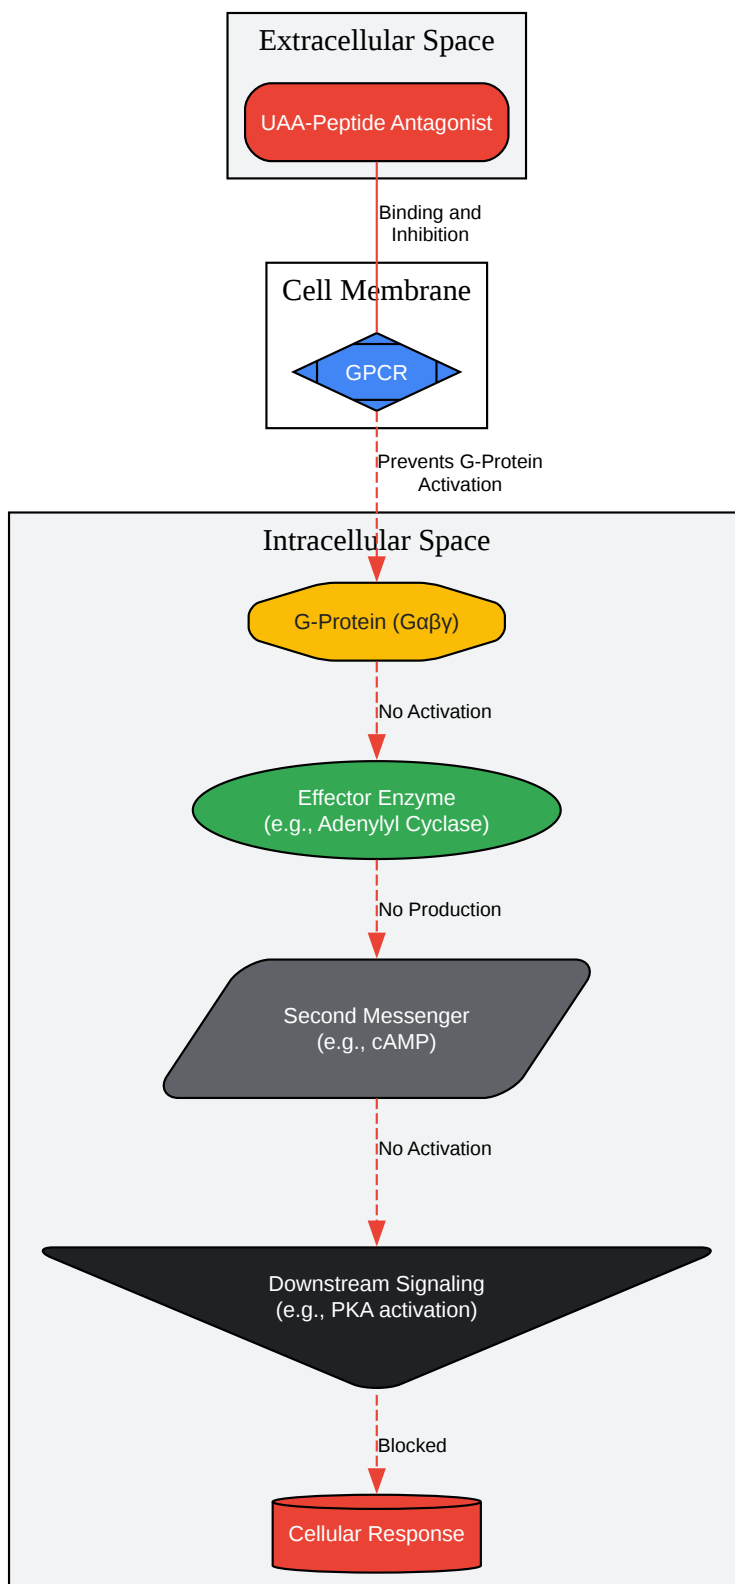 Extracellular Space
UAA-Peptide Antagonist
Binding and
Inhibition
Cell Membrane
GPCR
Prevents G-Protein
Activation
Intracellular Space
G-Protein (Gαβγ)
No Activation
Effector Enzyme
(e.g., Adenylyl Cyclase)
No Production
Second Messenger
(e.g., cAMP)
No Activation
Downstream Signaling
(e.g., PKA activation)
Blocked
Cellular Response